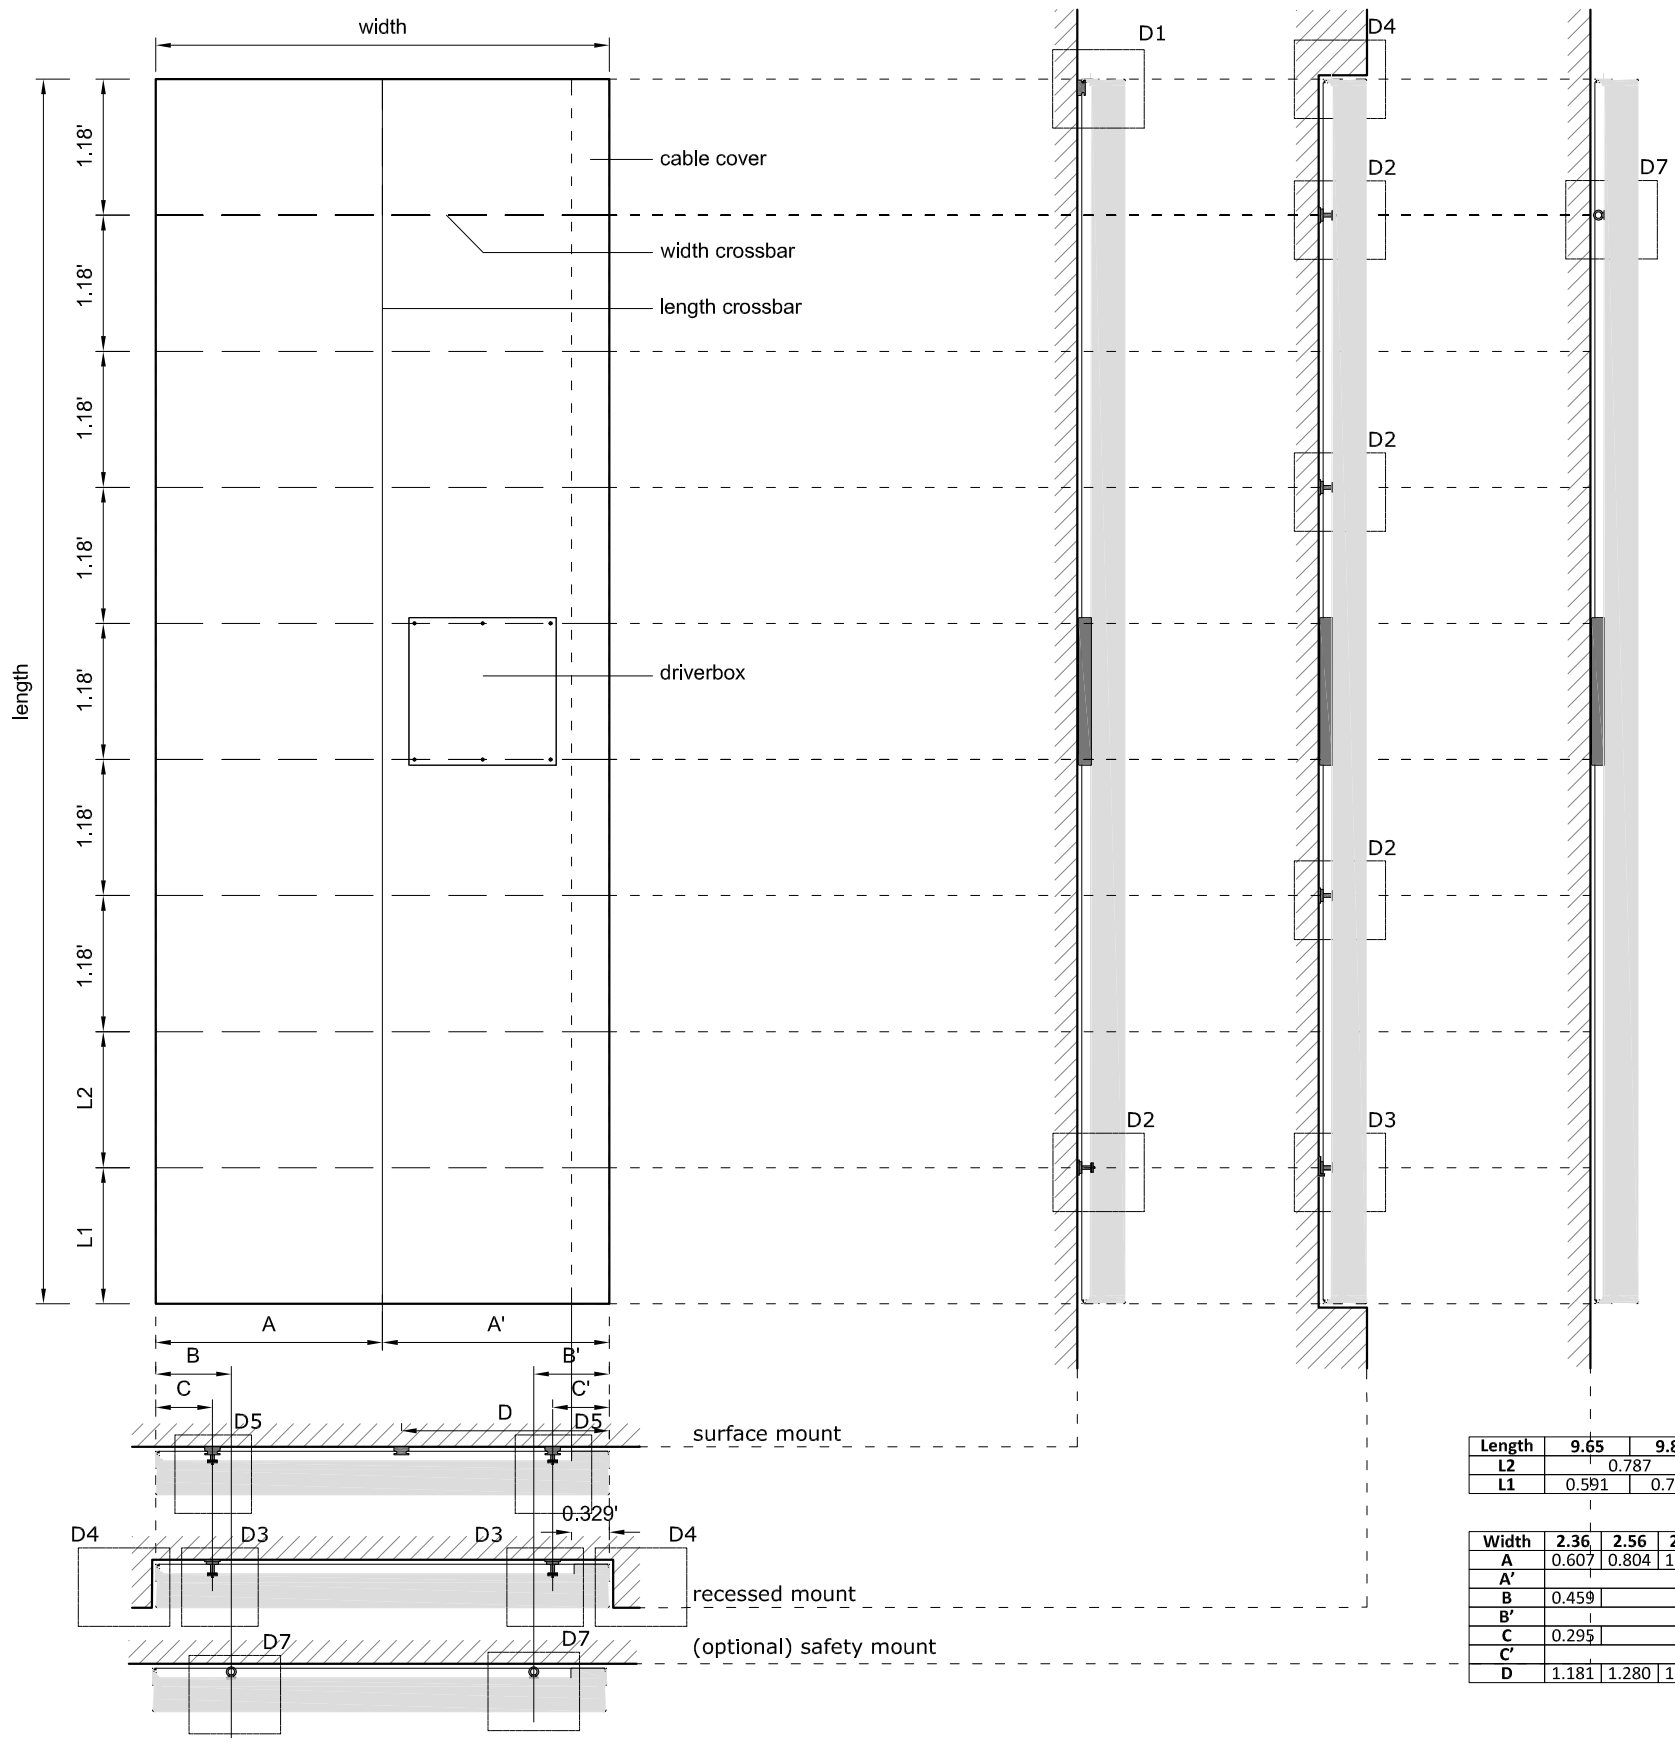 width
D1
D4
1.18'
cable cover
D2
D7
1.18'
width crossbar
length crossbar
1.18'
D2
1.18'
length
1.18'
driverbox
1.18'
D2
1.18'
L2
D2
D3
L1
A A'
B B'
C C'
D
D5 D5
surface mount
0.329'
D4 D3 D3 D4
recessed mount
D7 D7
(optional) safety mount
Length 9.65
L2 0.787
L1 0.591
Width 2.36 2.56
A 0.607 0.804
A'
B 0.459
B'
C 0.295
C'
D 1.181 1.280